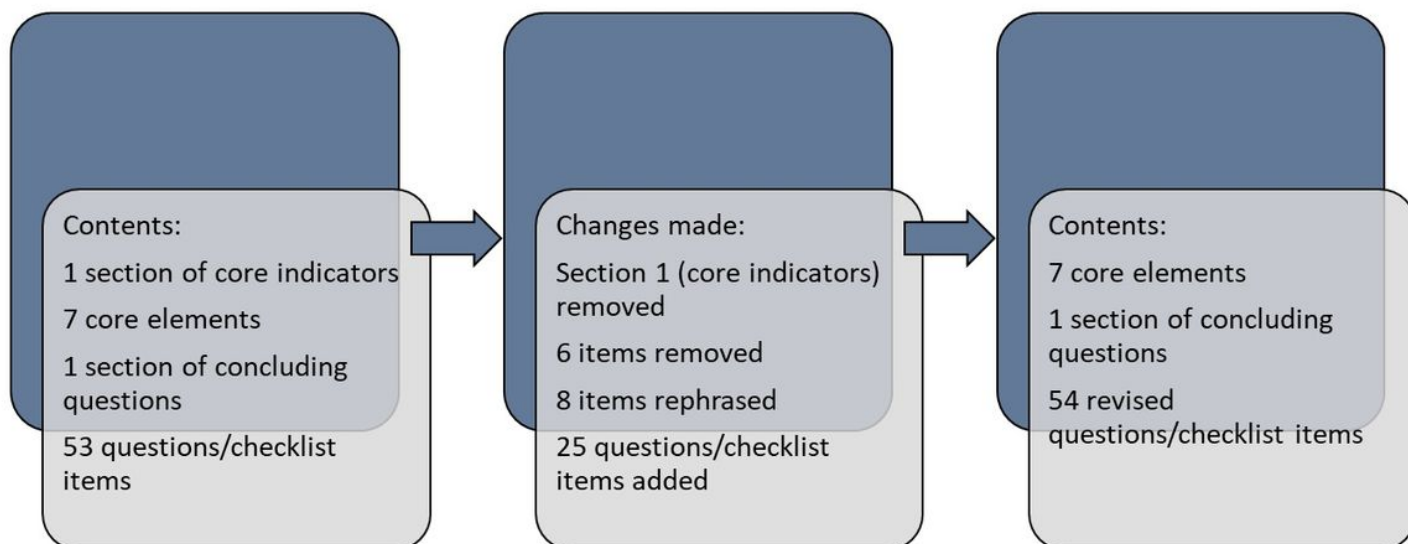 Contents:
1 section of core indicators
7 core elements
1 section of concluding
questions
53 questions/checklist
items
Changes made:
Section 1 (core indicators)
removed
6 items removed
8 items rephrased
25 questions/checklist
items added
Contents:
7 core elements
1 section of concluding
questions
54 revised
questions/checklist items